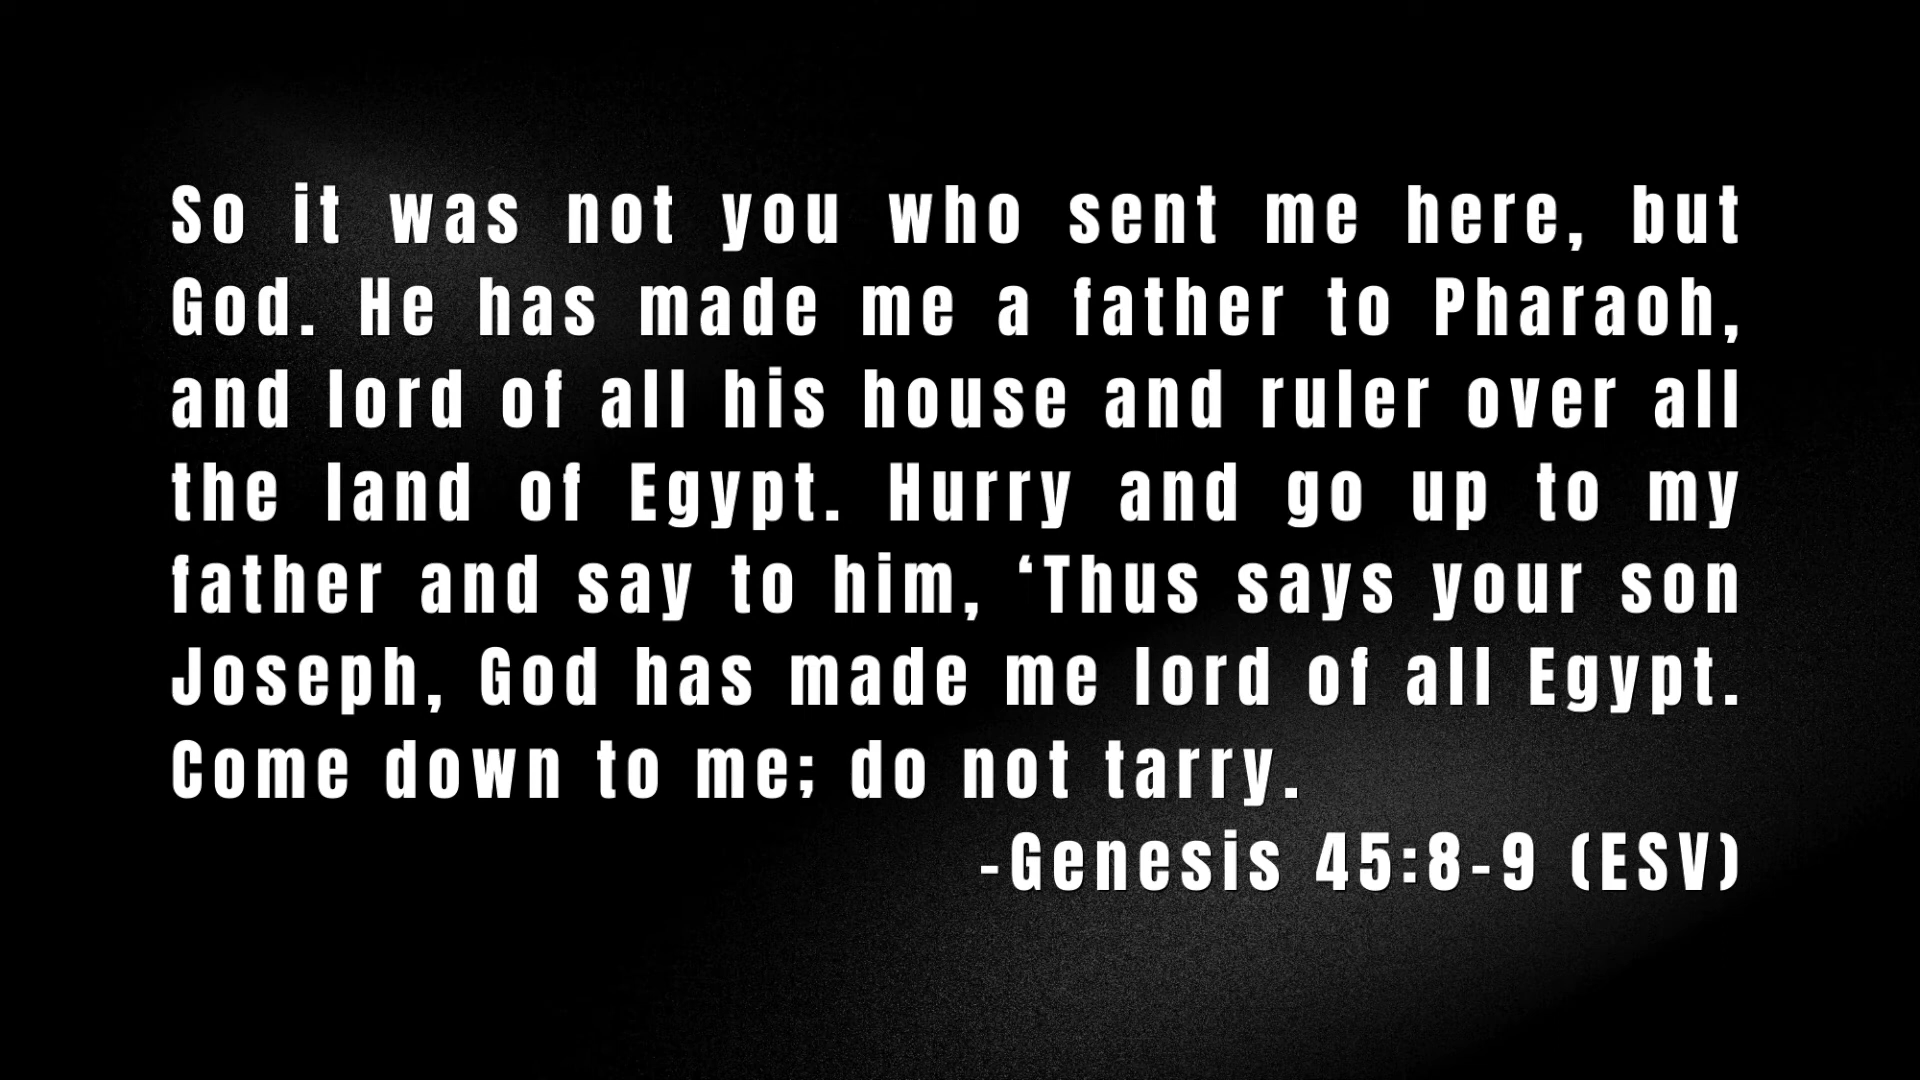 So it was not you who sent me here, but
God. He has made me a father to Pharaoh,
and lord of all his house and ruler over all
the land of Egypt. Hurry and go up to my
father and say to him, ‘Thus says your son
Joseph, God has made me lord of all Egypt.
Come down to me; do not tarry.
-Genesis 45:8-9 (ESV)